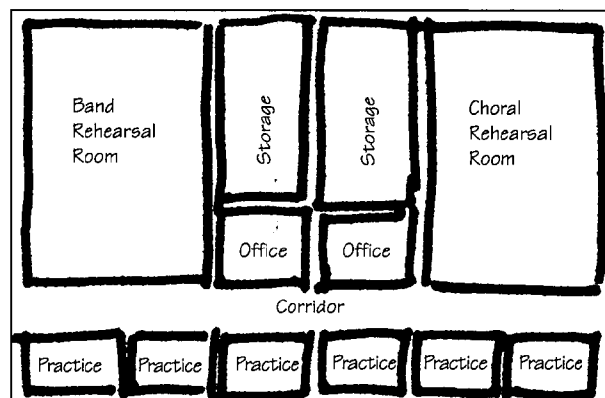 Band
Rehearsal
Room
Storage
Storage
Choral
Rehearsal
Room
Office
Office
Corridor
Practice
Practice
Practice
Practice
Practice
Practice